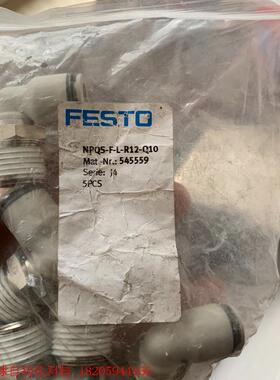 FESTO
NPQS-F-L-R12-Q10
Mat.-Nr.: 545559
Serie: J4
5PCS